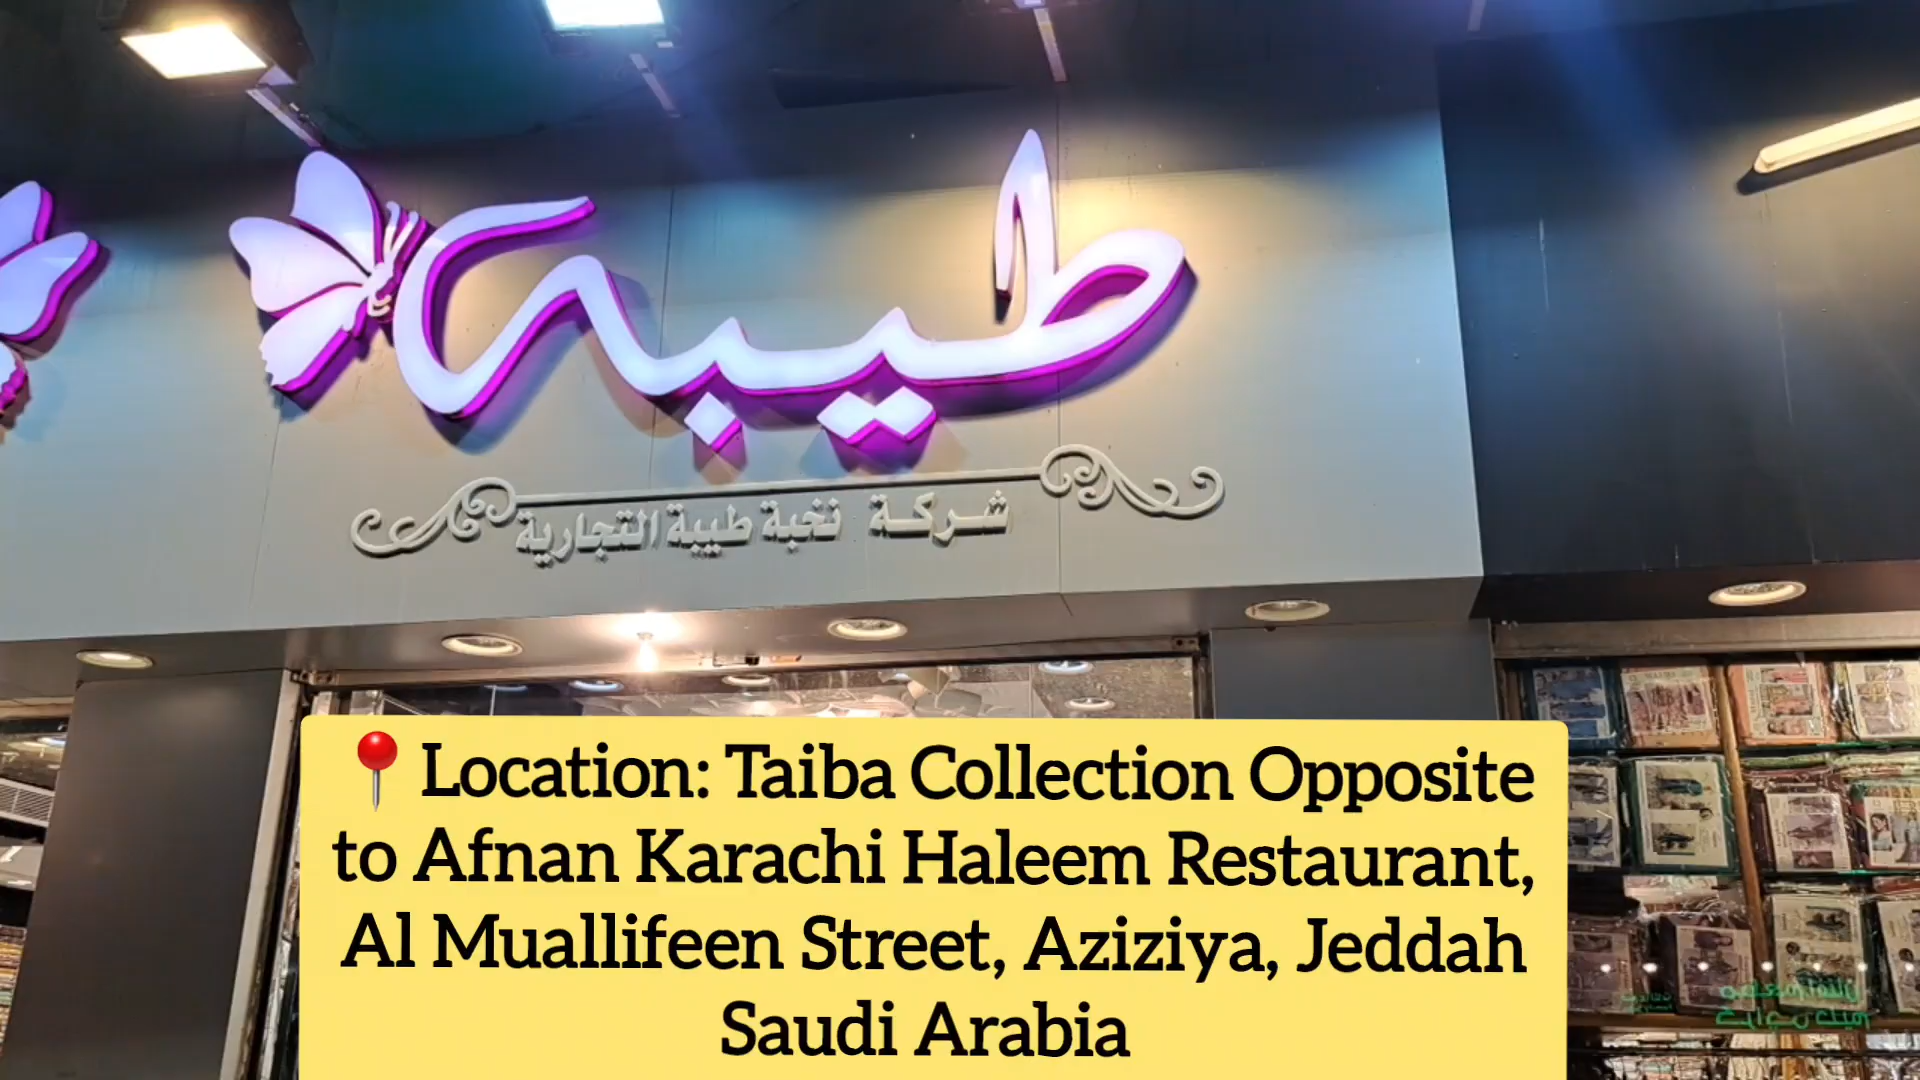 طيبة
شركة نخبة طيبة التجارية
📍Location: Taiba Collection Opposite
to Afnan Karachi Haleem Restaurant,
Al Muallifeen Street, Aziziya, Jeddah
Saudi Arabia